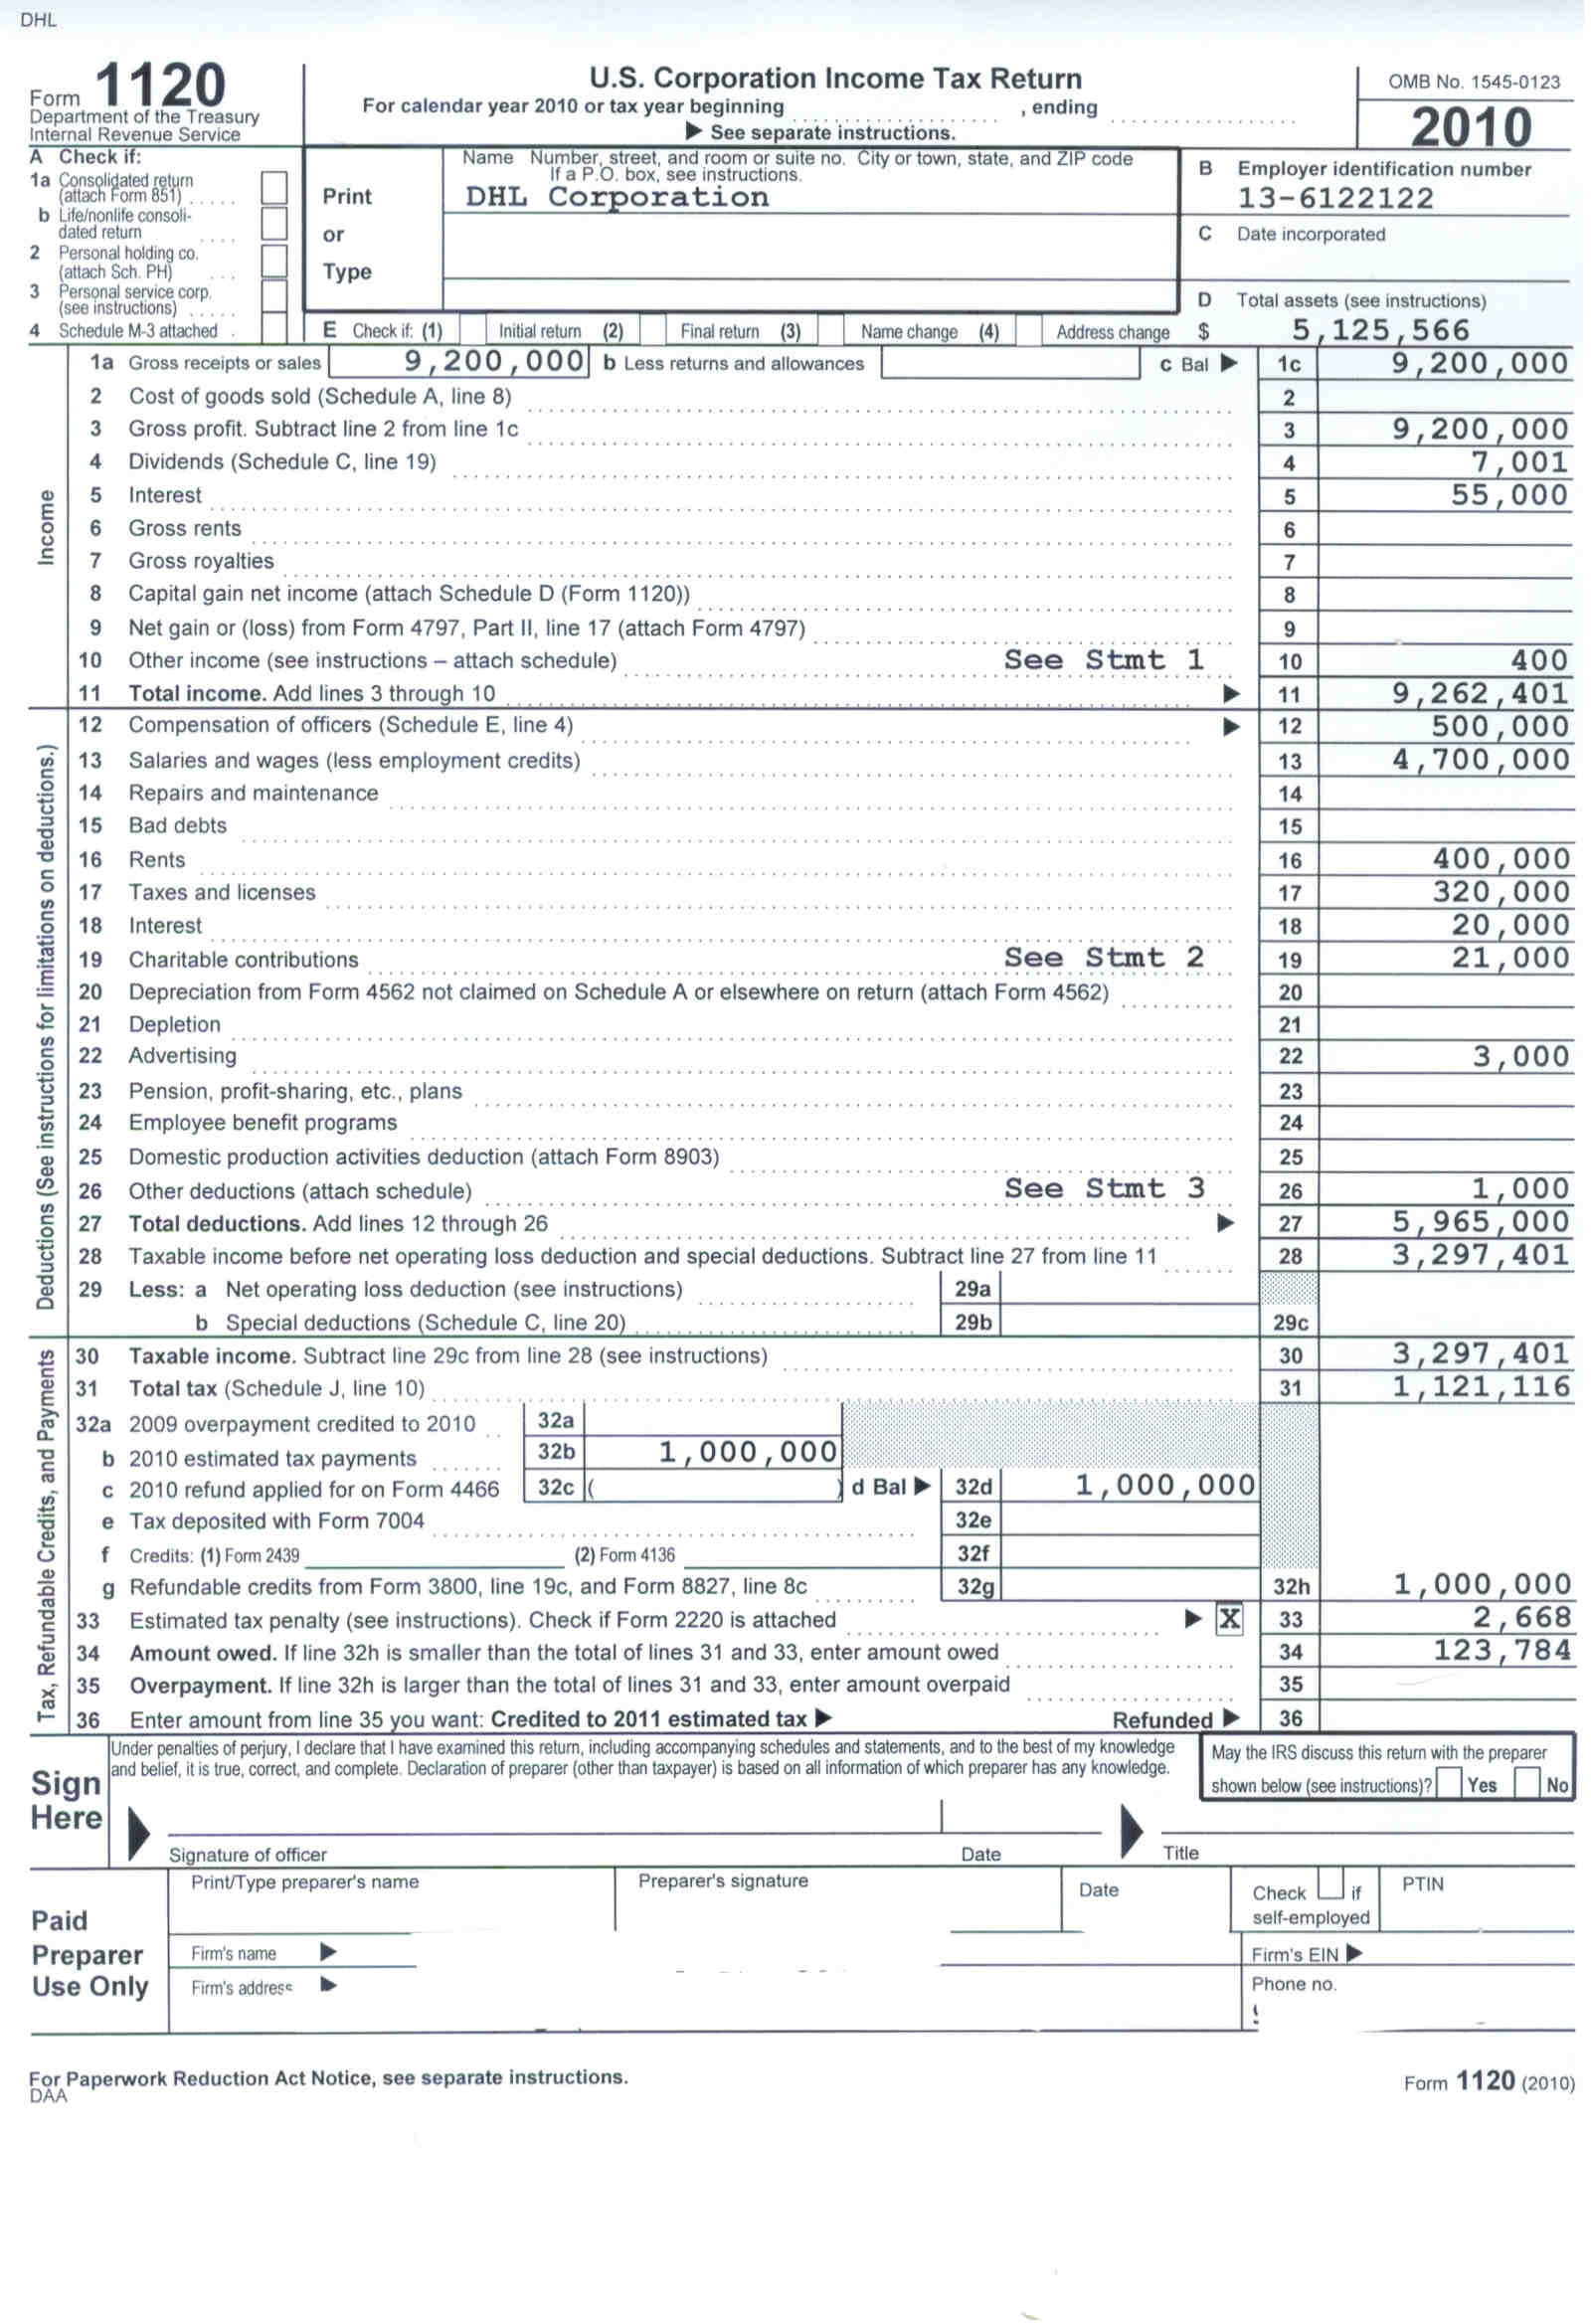 DHL
Form 1120
Department of the Treasury
Internal Revenue Service
U.S. Corporation Income Tax Return
For calendar year 2010 or tax year beginning , ending
▶ See separate instructions.
OMB No. 1545-0123
2010
A Check if:
1a Consolidated return
(attach Form 851)
b Life/nonlife consoli-
dated return
2 Personal holding co.
(attach Sch. PH)
3 Personal service corp.
(see instructions)
4 Schedule M-3 attached
Print
or
Type
Name Number, street, and room or suite no. City or town, state, and ZIP code
If a P.O. box, see instructions.
DHL Corporation
B Employer identification number
13-6122122
C Date incorporated
D Total assets (see instructions)
$ 5,125,566
E Check if: (1) Initial return (2) Final return (3) Name change (4) Address change
Income
1a Gross receipts or sales 9,200,000 b Less returns and allowances c Bal ▶ 1c 9,200,000
2 Cost of goods sold (Schedule A, line 8) 2
3 Gross profit. Subtract line 2 from line 1c 3 9,200,000
4 Dividends (Schedule C, line 19) 4 7,001
5 Interest 5 55,000
6 Gross rents 6
7 Gross royalties 7
8 Capital gain net income (attach Schedule D (Form 1120)) 8
9 Net gain or (loss) from Form 4797, Part II, line 17 (attach Form 4797) 9
10 Other income (see instructions – attach schedule) See Stmt 1 10 400
11 Total income. Add lines 3 through 10 ▶ 11 9,262,401
Deductions (See instructions for limitations on deductions.)
12 Compensation of officers (Schedule E, line 4) ▶ 12 500,000
13 Salaries and wages (less employment credits) 13 4,700,000
14 Repairs and maintenance 14
15 Bad debts 15
16 Rents 16 400,000
17 Taxes and licenses 17 320,000
18 Interest 18 20,000
19 Charitable contributions See Stmt 2 19 21,000
20 Depreciation from Form 4562 not claimed on Schedule A or elsewhere on return (attach Form 4562) 20
21 Depletion 21
22 Advertising 22 3,000
23 Pension, profit-sharing, etc., plans 23
24 Employee benefit programs 24
25 Domestic production activities deduction (attach Form 8903) 25
26 Other deductions (attach schedule) See Stmt 3 26 1,000
27 Total deductions. Add lines 12 through 26 ▶ 27 5,965,000
28 Taxable income before net operating loss deduction and special deductions. Subtract line 27 from line 11 28 3,297,401
29 Less: a Net operating loss deduction (see instructions) 29a
b Special deductions (Schedule C, line 20) 29b 29c
Tax, Refundable Credits, and Payments
30 Taxable income. Subtract line 29c from line 28 (see instructions) 30 3,297,401
31 Total tax (Schedule J, line 10) 31 1,121,116
32a 2009 overpayment credited to 2010 32a
b 2010 estimated tax payments 32b 1,000,000
c 2010 refund applied for on Form 4466 32c ( ) d Bal ▶ 32d 1,000,000
e Tax deposited with Form 7004 32e
f Credits: (1) Form 2439 (2) Form 4136 32f
g Refundable credits from Form 3800, line 19c, and Form 8827, line 8c 32g 32h 1,000,000
33 Estimated tax penalty (see instructions). Check if Form 2220 is attached ▶ X 33 2,668
34 Amount owed. If line 32h is smaller than the total of lines 31 and 33, enter amount owed 34 123,784
35 Overpayment. If line 32h is larger than the total of lines 31 and 33, enter amount overpaid 35
36 Enter amount from line 35 you want: Credited to 2011 estimated tax ▶ Refunded ▶ 36
Sign
Here
Under penalties of perjury, I declare that I have examined this return, including accompanying schedules and statements, and to the best of my knowledge
and belief, it is true, correct, and complete. Declaration of preparer (other than taxpayer) is based on all information of which preparer has any knowledge.
May the IRS discuss this return with the preparer
shown below (see instructions)? Yes No
Signature of officer Date Title
Paid
Preparer
Use Only
Print/Type preparer's name Preparer's signature Date Check if
self-employed PTIN
Firm's name ▶ Firm's EIN ▶
Firm's address ▶ Phone no.
For Paperwork Reduction Act Notice, see separate instructions.
DAA
Form 1120 (2010)